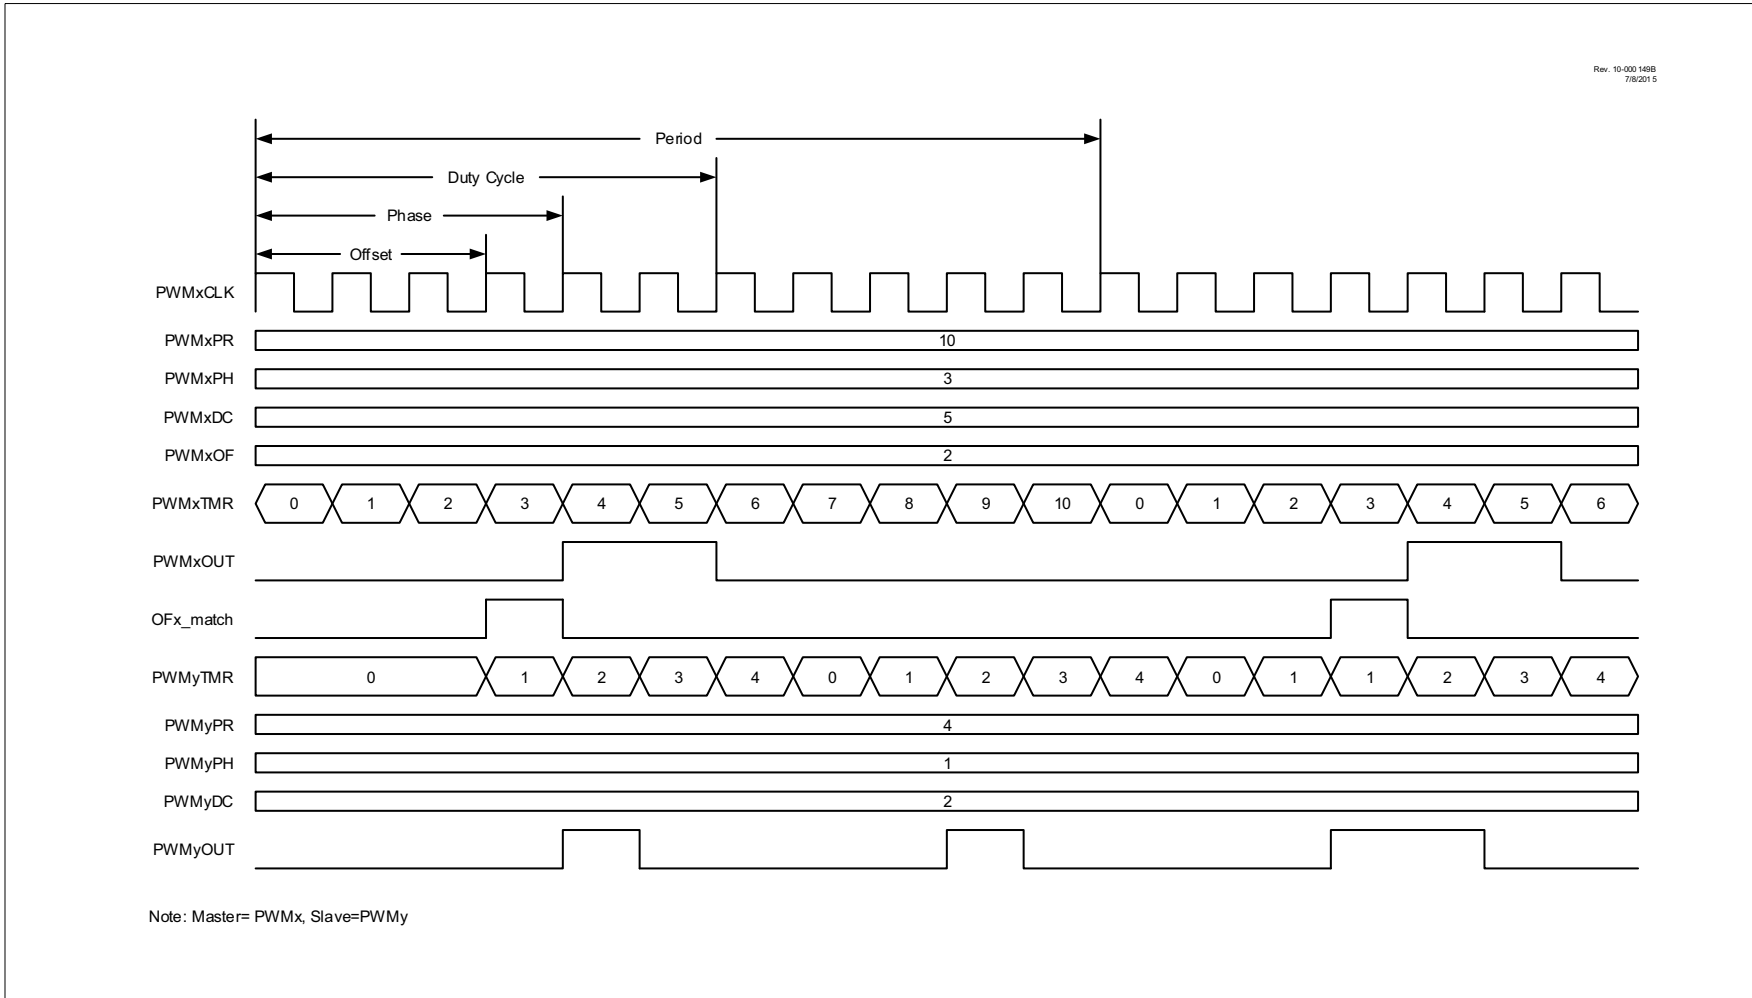 Rev. 10-000 149B
7/8/201 5
Period
Duty Cycle
Phase
Offset
PWMxCLK
PWMxPR 10
PWMxPH 3
PWMxDC 5
PWMxOF 2
PWMxTMR 0 1 2 3 4 5 6 7 8 9 10 0 1 2 3 4 5 6
PWMxOUT
OFx_match
PWMyTMR 0 1 2 3 4 0 1 2 3 4 0 1 1 2 3 4
PWMyPR 4
PWMyPH 1
PWMyDC 2
PWMyOUT
Note: Master= PWMx, Slave=PWMy